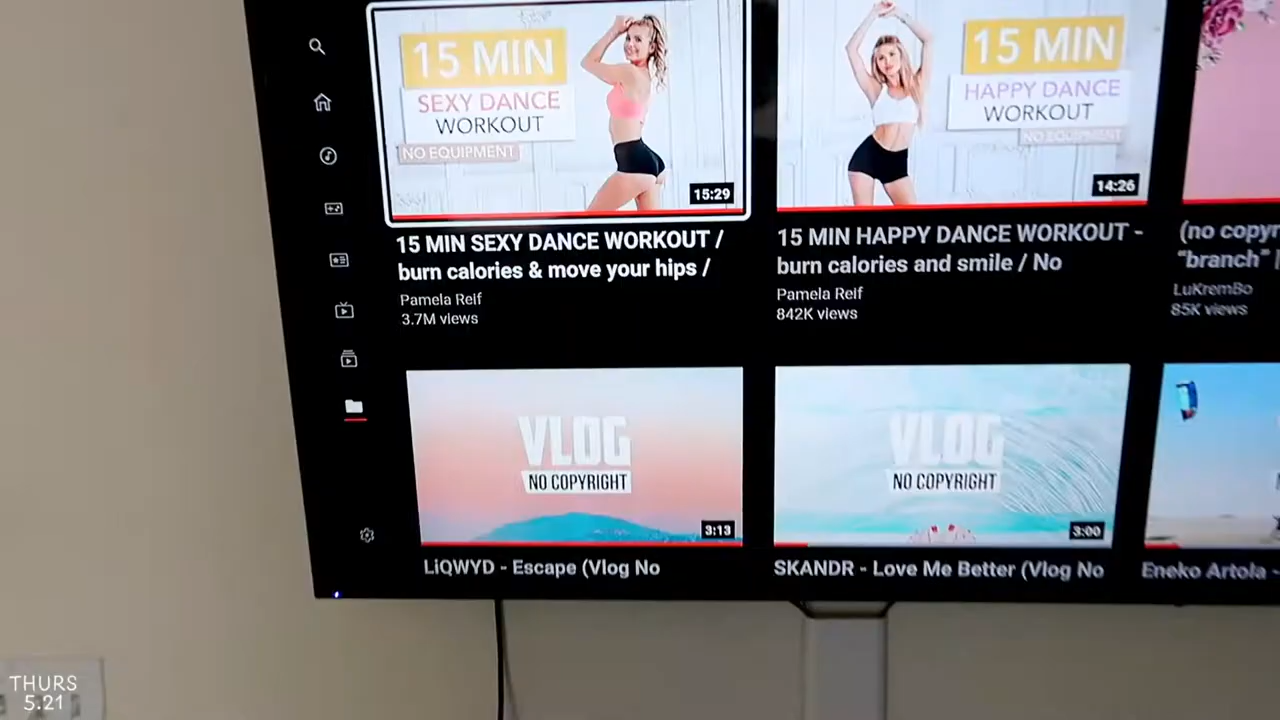 15 MIN
SEXY DANCE
WORKOUT
NO EQUIPMENT
15:29
15 MIN SEXY DANCE WORKOUT /
burn calories & move your hips /
Pamela Reif
3.7M views
15 MIN
HAPPY DANCE
WORKOUT
NO EQUIPMENT
14:26
15 MIN HAPPY DANCE WORKOUT -
burn calories and smile / No
Pamela Reif
842K views
(no copyr
"branch" |
LuKremBo
85K views
VLOG
NO COPYRIGHT
3:13
LiQWYD - Escape (Vlog No
VLOG
NO COPYRIGHT
3:00
SKANDR - Love Me Better (Vlog No
Eneko Artola -
THURS
5.21